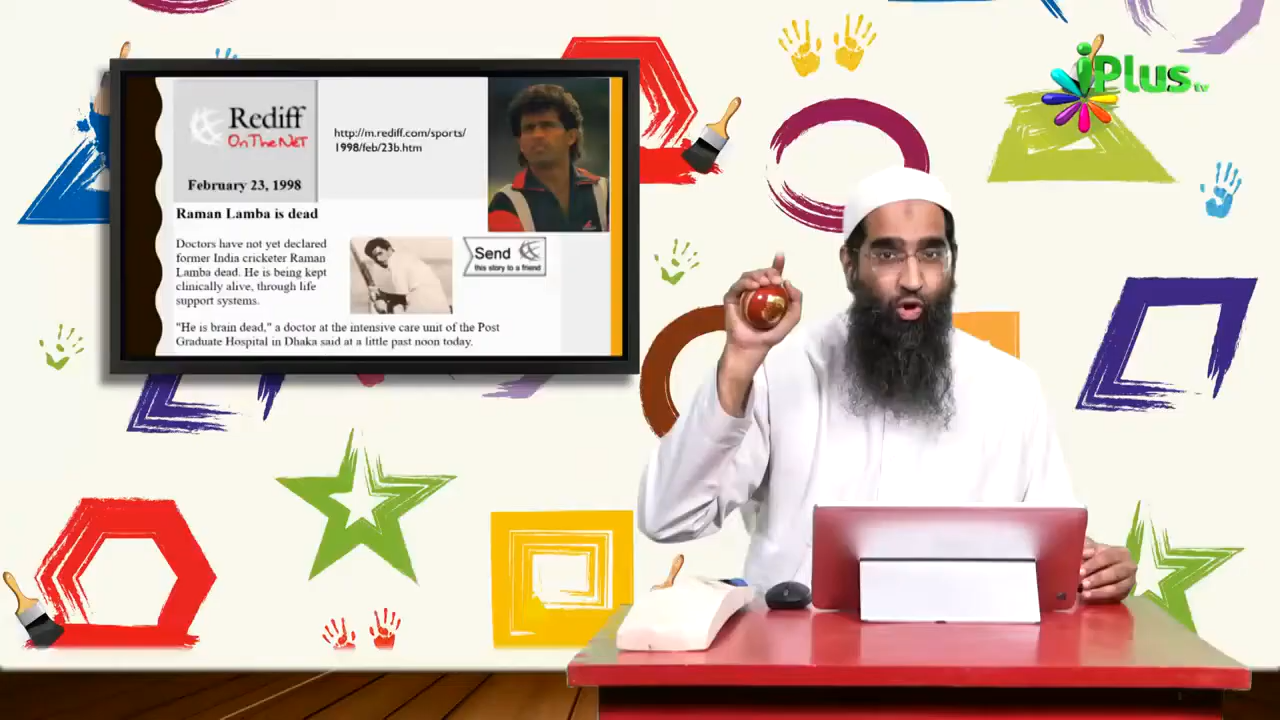 Rediff
On The NET
February 23, 1998
http://m.rediff.com/sports/
1998/feb/23b.htm
Raman Lamba is dead
Doctors have not yet declared
former India cricketer Raman
Lamba dead. He is being kept
clinically alive, through life
support systems.
Send
this story to a friend
"He is brain dead," a doctor at the intensive care unit of the Post
Graduate Hospital in Dhaka said at a little past noon today.
iPlus tv